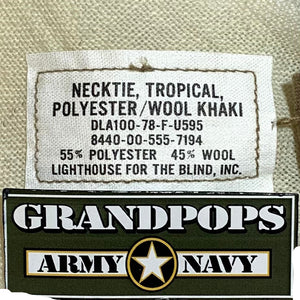 NECKTIE, TROPICAL,
POLYESTER/WOOL KHAKI
DLA100-78-F-U595
8440-00-555-7194
55% POLYESTER 45% WOOL
LIGHTHOUSE FOR THE BLIND, INC.
GRANDPOPS
ARMY NAVY